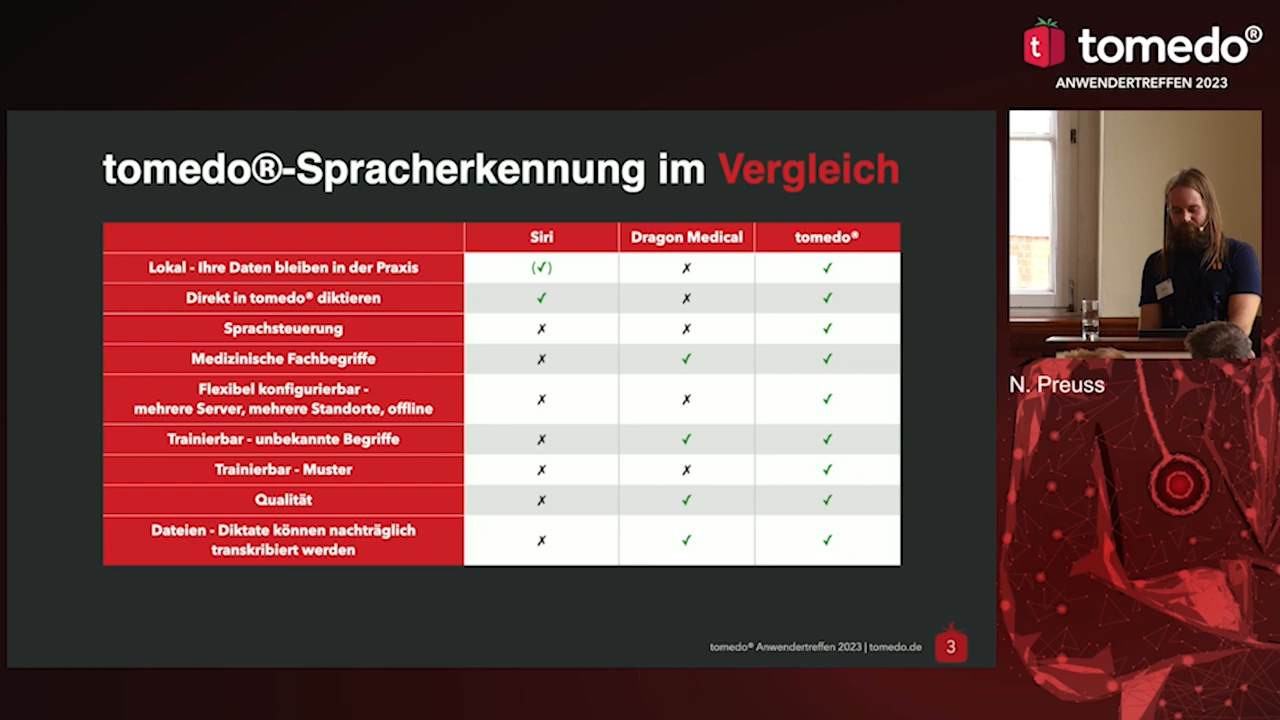 tomedo®
ANWENDERTREFFEN 2023
tomedo®-Spracherkennung im Vergleich
Siri Dragon Medical tomedo®
Lokal - Ihre Daten bleiben in der Praxis (✓) ✗ ✓
Direkt in tomedo® diktieren ✓ ✗ ✓
Sprachsteuerung ✗ ✗ ✓
Medizinische Fachbegriffe ✗ ✓ ✓
Flexibel konfigurierbar -
mehrere Server, mehrere Standorte, offline ✗ ✗ ✓
Trainierbar - unbekannte Begriffe ✗ ✓ ✓
Trainierbar - Muster ✗ ✗ ✓
Qualität ✗ ✓ ✓
Dateien - Diktate können nachträglich
transkribiert werden ✗ ✓ ✓
tomedo® Anwendertreffen 2023 | tomedo.de 3
N. Preuss